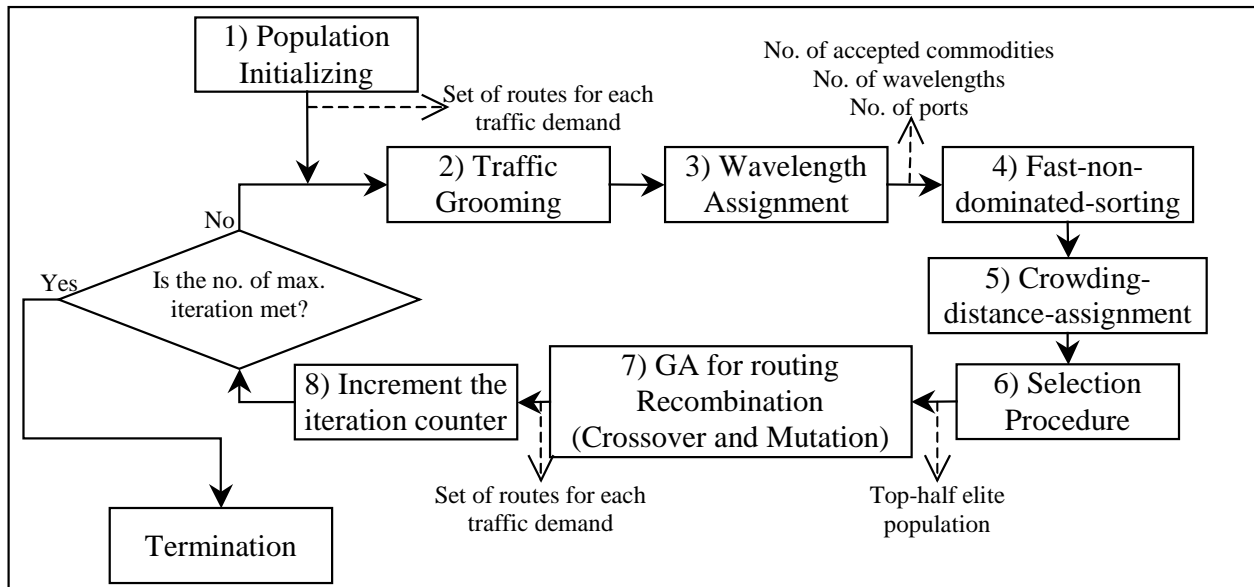 1) Population
Initializing
Set of routes for each
traffic demand
No. of accepted commodities
No. of wavelengths
No. of ports
2) Traffic
Grooming
3) Wavelength
Assignment
4) Fast-non-
dominated-sorting
No
Yes
Is the no. of max.
iteration met?
5) Crowding-
distance-assignment
6) Selection
Procedure
7) GA for routing
Recombination
(Crossover and Mutation)
8) Increment the
iteration counter
Set of routes for each
traffic demand
Top-half elite
population
Termination